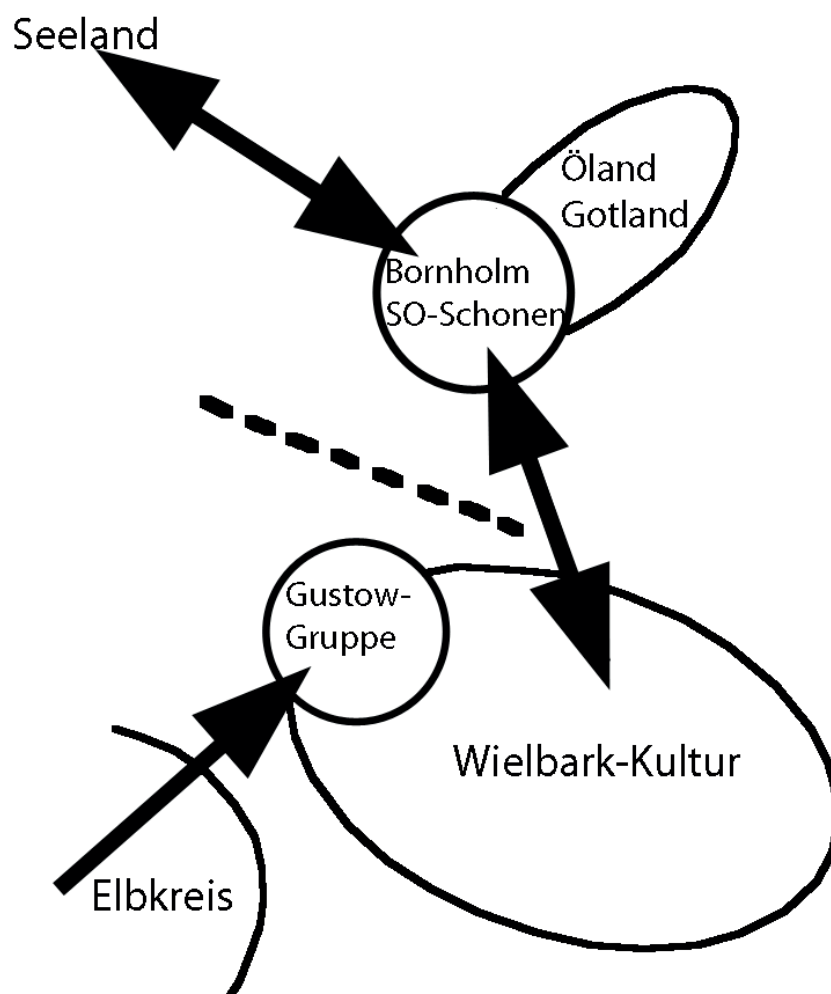 Seeland
Öland
Gotland
Bornholm
SO-Schonen
Gustow-
Gruppe
Wielbark-Kultur
Elbkreis